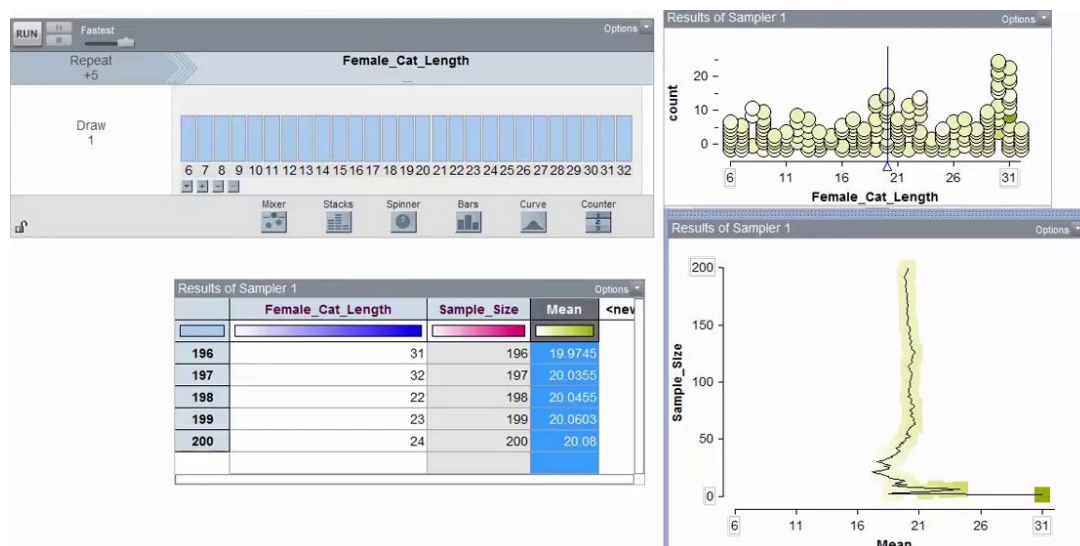 RUN
Fastest
Options
Repeat
+5
Female_Cat_Length
Draw
1
6 7 8 9 10 11 12 13 14 15 16 17 18 19 20 21 22 23 24 25 26 27 28 29 30 31 32
Mixer Stacks Spinner Bars Curve Counter
Results of Sampler 1 Options
Female_Cat_Length Sample_Size Mean <new
196 31 196 19.9745
197 32 197 20.0355
198 22 198 20.0455
199 23 199 20.0603
200 24 200 20.08
Results of Sampler 1 Options
count
20
10
0
6 11 16 21 26 31
Female_Cat_Length
Results of Sampler 1 Options
Sample_Size
200
150
100
50
0
6 11 16 21 26 31
Mean